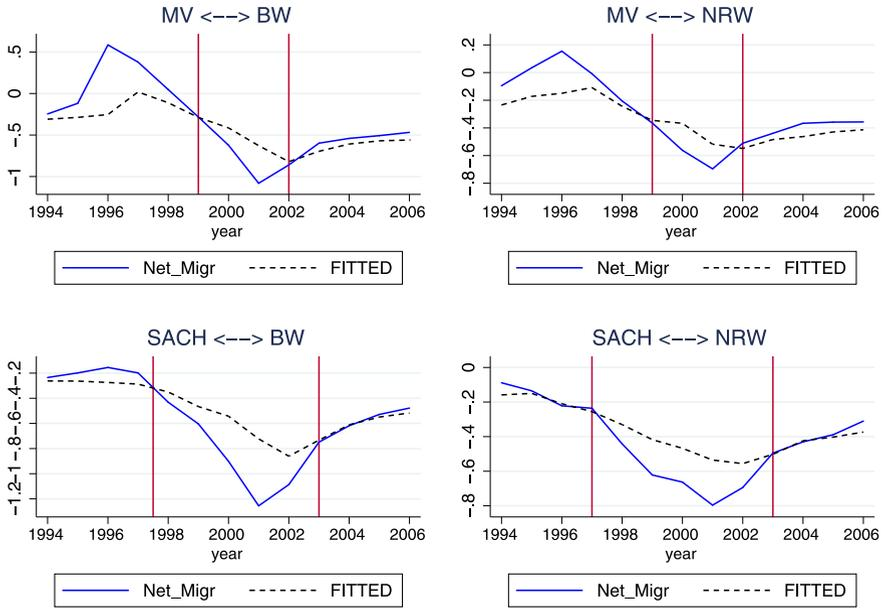 MV <--> BW
.5
0
-.5
-1
1994 1996 1998 2000 2002 2004 2006
year
Net_Migr FITTED
MV <--> NRW
.2
0
-.2
-.4
-.6
-.8
1994 1996 1998 2000 2002 2004 2006
year
Net_Migr FITTED
SACH <--> BW
-.2
-.4
-.6
-.8
-1
-1.2
1994 1996 1998 2000 2002 2004 2006
year
Net_Migr FITTED
SACH <--> NRW
0
-.2
-.4
-.6
-.8
1994 1996 1998 2000 2002 2004 2006
year
Net_Migr FITTED